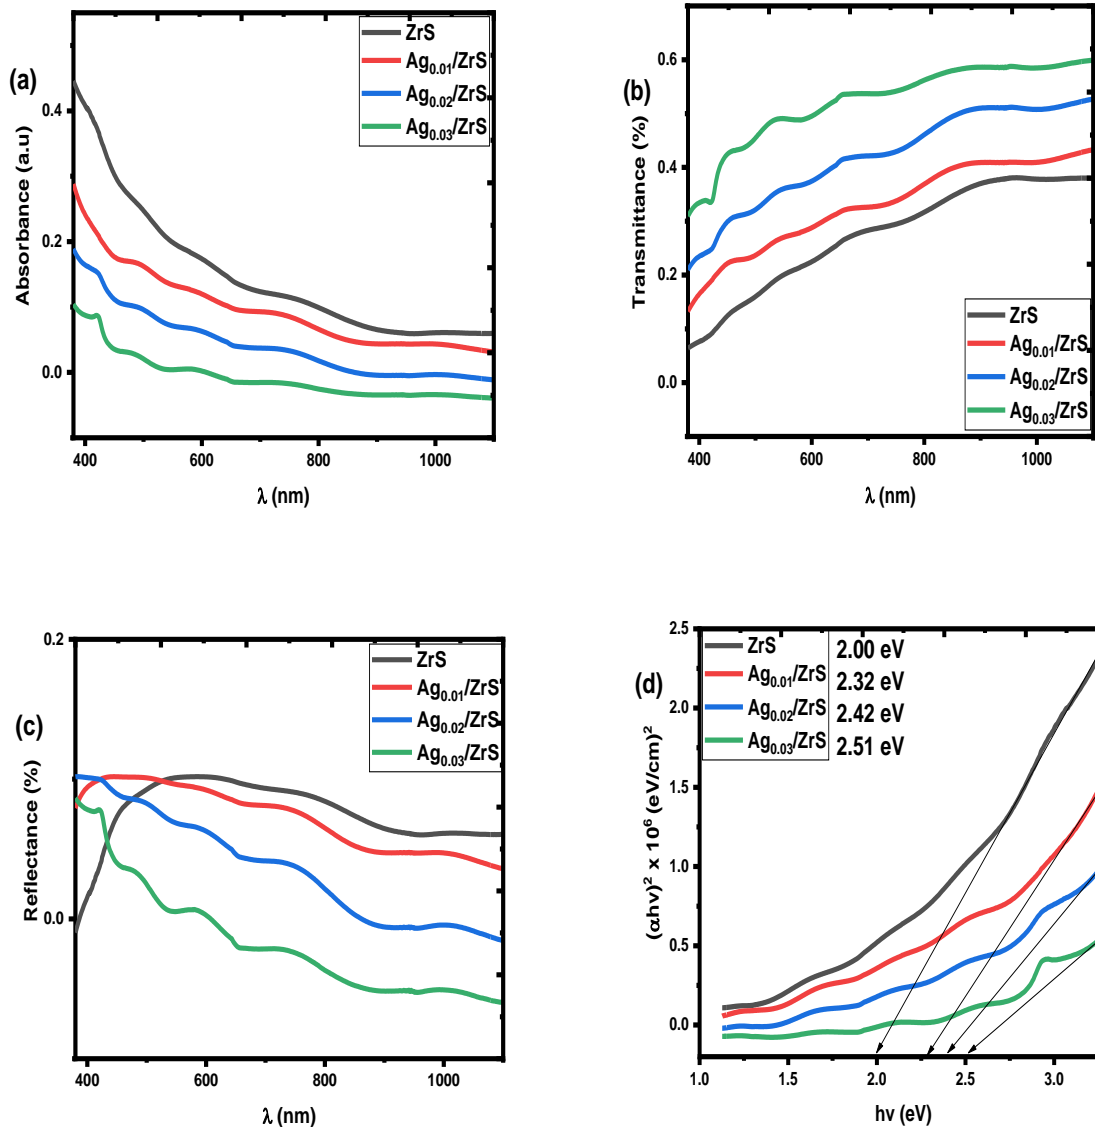 (a)
ZrS
Ag0.01/ZrS
Ag0.02/ZrS
Ag0.03/ZrS
0.4
0.2
0.0
Absorbance (a.u)
400 600 800 1000
λ (nm)
(b)
0.6
0.4
0.2
0.0
Transmittance (%)
ZrS
Ag0.01/ZrS
Ag0.02/ZrS
Ag0.03/ZrS
400 600 800 1000
λ (nm)
(c)
0.2
0.0
Reflectance (%)
ZrS
Ag0.01/ZrS
Ag0.02/ZrS
Ag0.03/ZrS
400 600 800 1000
λ (nm)
(d)
2.5
2.0
1.5
1.0
0.5
0.0
(αhν)² x 10⁶ (eV/cm)²
ZrS 2.00 eV
Ag0.01/ZrS 2.32 eV
Ag0.02/ZrS 2.42 eV
Ag0.03/ZrS 2.51 eV
1.0 1.5 2.0 2.5 3.0
hv (eV)